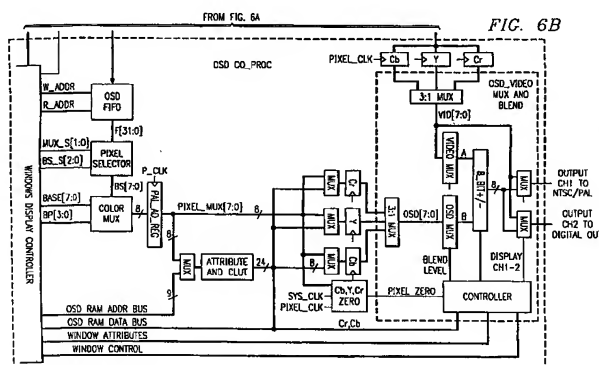 FROM FIG. 6A
FIG. 6B
OSD CO_PROC
PIXEL_CLK
Cb
Y
Cr
OSD_VIDEO
MUX AND
BLEND
3:1 MUX
VID[7:0]
W_ADDR
R_ADDR
OSD
FIFO
F[31:0]
MUX_S[1:0]
BS_S[2:0]
PIXEL
SELECTOR
BS[7:0]
P_CLK
BASE[7:0]
BP[3:0]
COLOR
MUX
8
PAL_AD_REG
PIXEL_MUX[7:0]
8
8
MUX
ATTRIBUTE
AND CLUT
24
9
WINDOWS DISPLAY CONTROLLER
MUX
Cr
MUX
Y
MUX
Cb
8
3:1 MUX
OSD[7:0]
Cb,Y,Cr
ZERO
SYS_CLK
PIXEL_CLK
VIDEO MUX
A
OSD MUX
B
8_BIT+/-
8
MUX
MUX
OUTPUT
CH1 TO
NTSC/PAL
OUTPUT
CH2 TO
DIGITAL OUT
BLEND
LEVEL
DISPLAY
CH1-2
PIXEL ZERO
CONTROLLER
OSD RAM ADDR BUS
OSD RAM DATA BUS
Cr,Cb
WINDOW ATTRIBUTES
WINDOW CONTROL